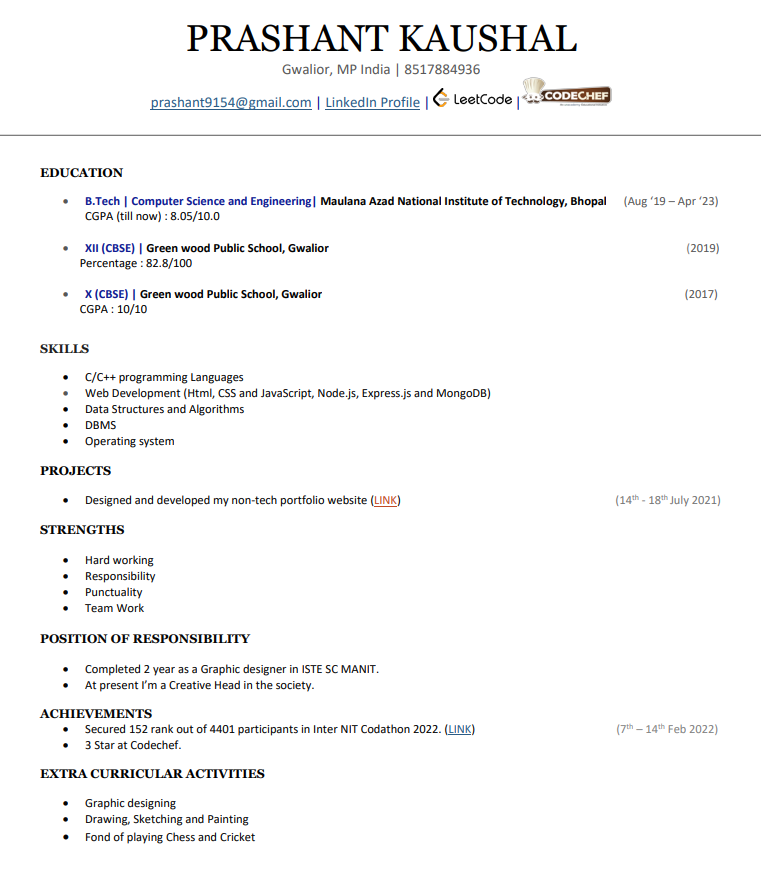 PRASHANT KAUSHAL
Gwalior, MP India | 8517884936
prashant9154@gmail.com | LinkedIn Profile | LeetCode | CODECHEF
EDUCATION
• B.Tech | Computer Science and Engineering| Maulana Azad National Institute of Technology, Bhopal (Aug ‘19 – Apr ‘23)
CGPA (till now) : 8.05/10.0
• XII (CBSE) | Green wood Public School, Gwalior (2019)
Percentage : 82.8/100
• X (CBSE) | Green wood Public School, Gwalior (2017)
CGPA : 10/10
SKILLS
• C/C++ programming Languages
• Web Development (Html, CSS and JavaScript, Node.js, Express.js and MongoDB)
• Data Structures and Algorithms
• DBMS
• Operating system
PROJECTS
• Designed and developed my non-tech portfolio website (LINK) (14th - 18th July 2021)
STRENGTHS
• Hard working
• Responsibility
• Punctuality
• Team Work
POSITION OF RESPONSIBILITY
• Completed 2 year as a Graphic designer in ISTE SC MANIT.
• At present I’m a Creative Head in the society.
ACHIEVEMENTS
• Secured 152 rank out of 4401 participants in Inter NIT Codathon 2022. (LINK) (7th – 14th Feb 2022)
• 3 Star at Codechef.
EXTRA CURRICULAR ACTIVITIES
• Graphic designing
• Drawing, Sketching and Painting
• Fond of playing Chess and Cricket